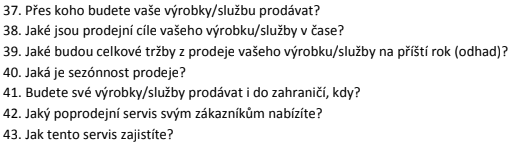 37. Přes koho budete vaše výrobky/službu prodávat?
38. Jaké jsou prodejní cíle vašeho výrobku/služby v čase?
39. Jaké budou celkové tržby z prodeje vašeho výrobku/služby na příští rok (odhad)?
40. Jaká je sezónnost prodeje?
41. Budete své výrobky/služby prodávat i do zahraničí, kdy?
42. Jaký poprodejní servis svým zákazníkům nabízíte?
43. Jak tento servis zajistíte?